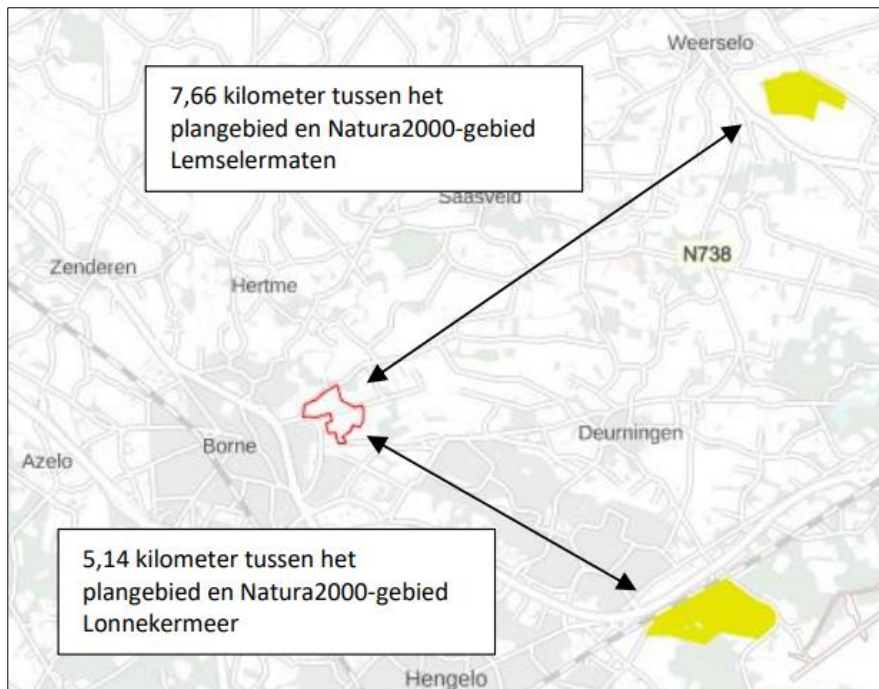 Weerselo
7,66 kilometer tussen het
plangebied en Natura2000-gebied
Lemselermaten
Saasveld
N738
Zenderen
Hertme
Borne
Deurningen
Azelo
5,14 kilometer tussen het
plangebied en Natura2000-gebied
Lonnekermeer
Hengelo